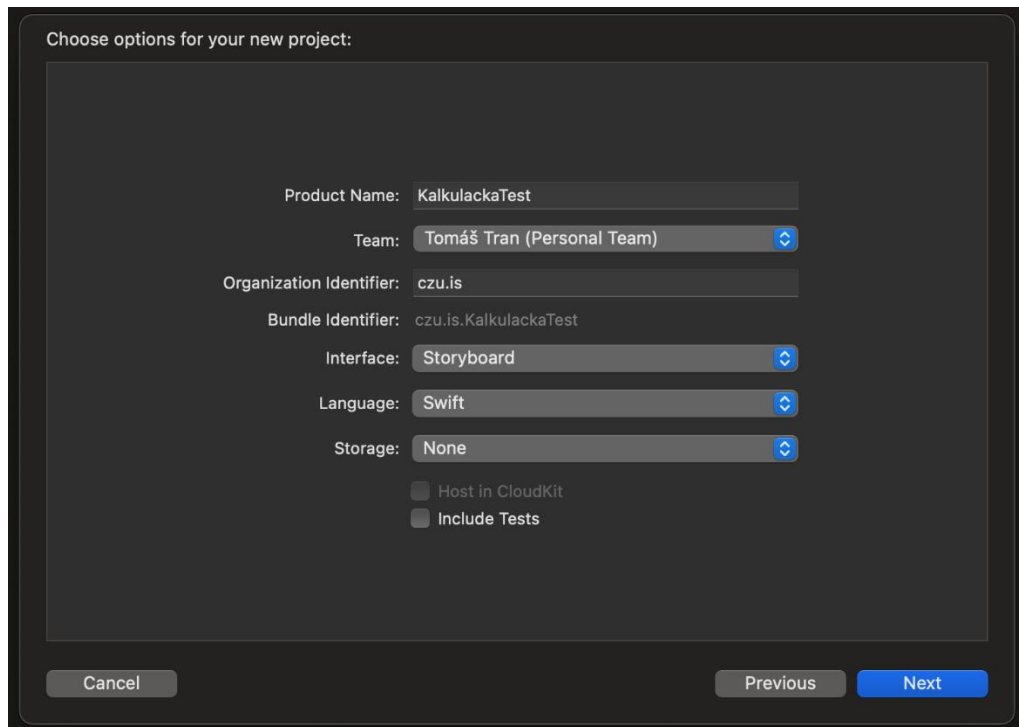 Choose options for your new project:
Product Name: KalkulackaTest
Team: Tomáš Tran (Personal Team)
Organization Identifier: czu.is
Bundle Identifier: czu.is.KalkulackaTest
Interface: Storyboard
Language: Swift
Storage: None
Host in CloudKit
Include Tests
Cancel Previous Next